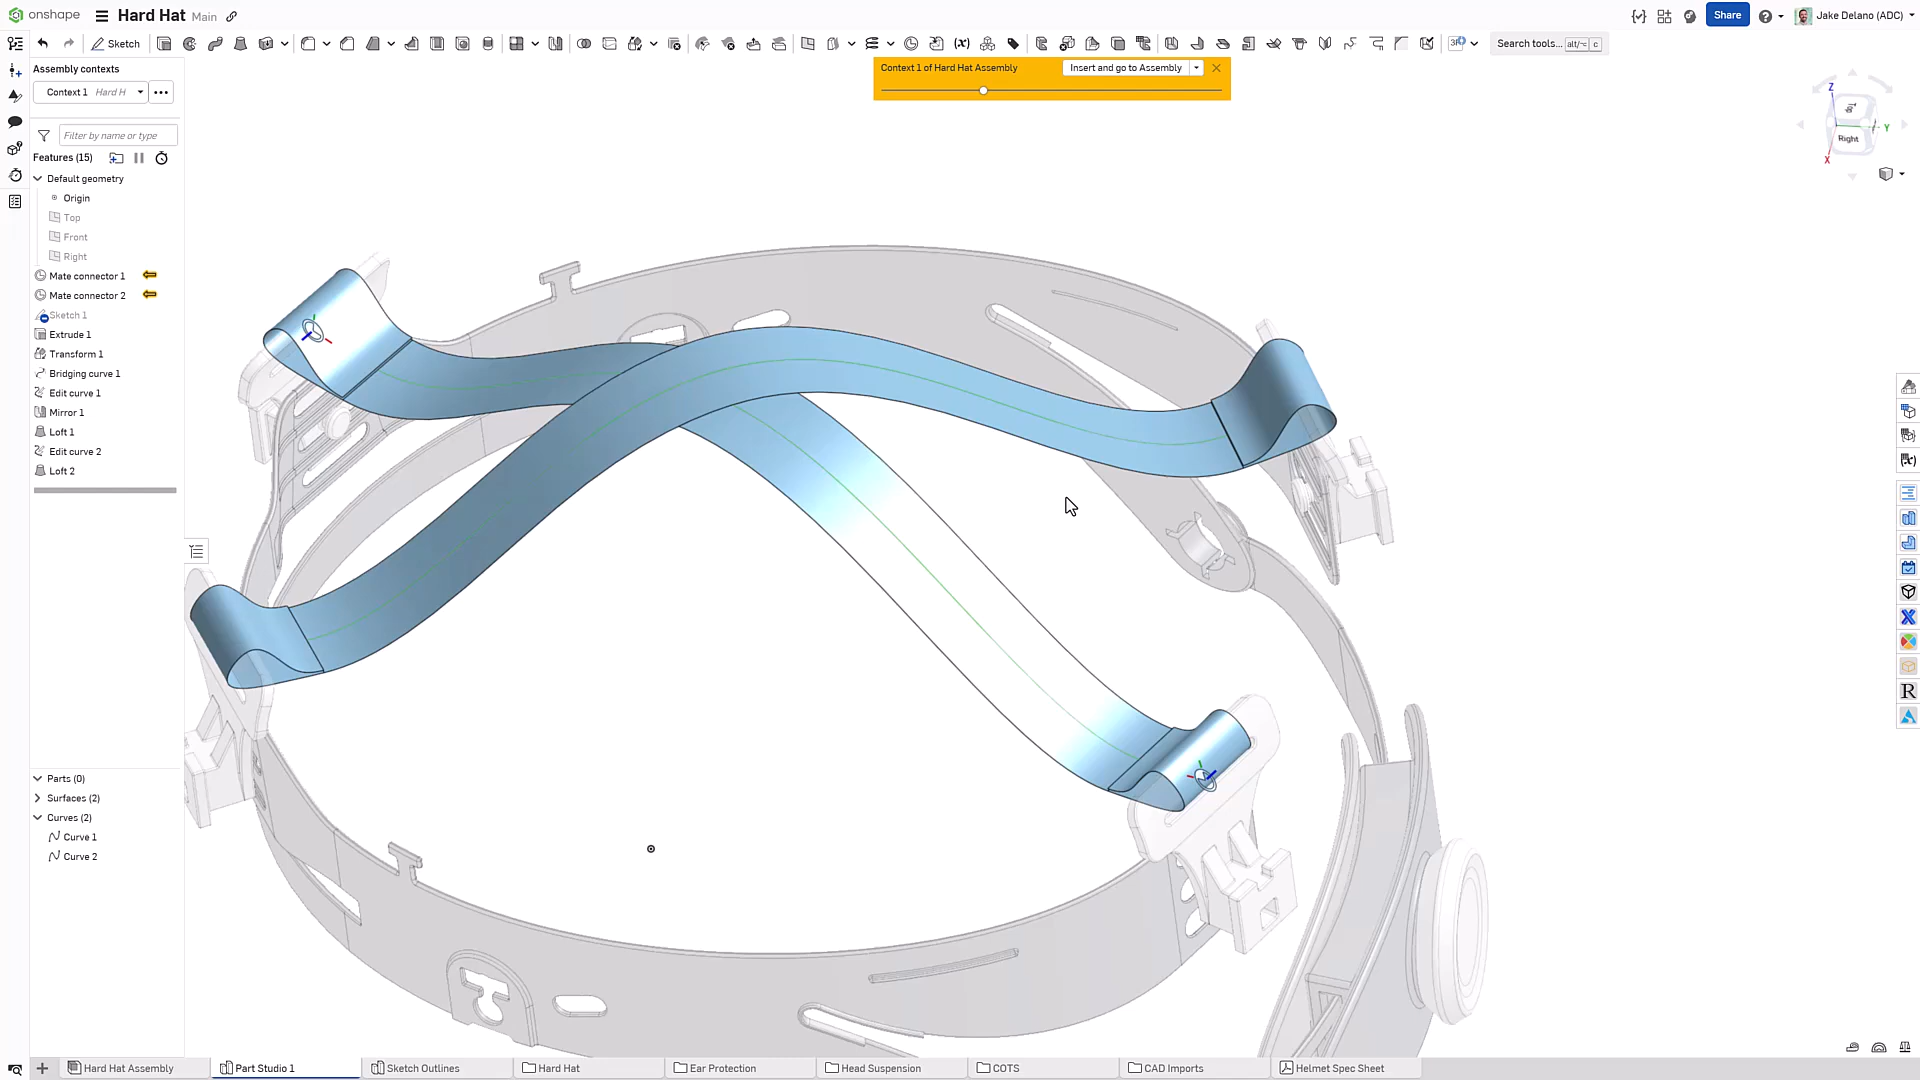 onshape
Hard Hat Main
Share
Jake Delano (ADC)
Sketch
Search tools... alt/⌥ c
Assembly contexts
Context 1 of Hard Hat Assembly
Insert and go to Assembly
Context 1 Hard H
Filter by name or type
Features (15)
Default geometry
Origin
Top
Front
Right
Mate connector 1
Mate connector 2
Sketch 1
Extrude 1
Transform 1
Bridging curve 1
Edit curve 1
Mirror 1
Loft 1
Edit curve 2
Loft 2
Z
Y
Right
X
Parts (0)
Surfaces (2)
Curves (2)
Curve 1
Curve 2
Hard Hat Assembly
Part Studio 1
Sketch Outlines
Hard Hat
Ear Protection
Head Suspension
COTS
CAD Imports
Helmet Spec Sheet